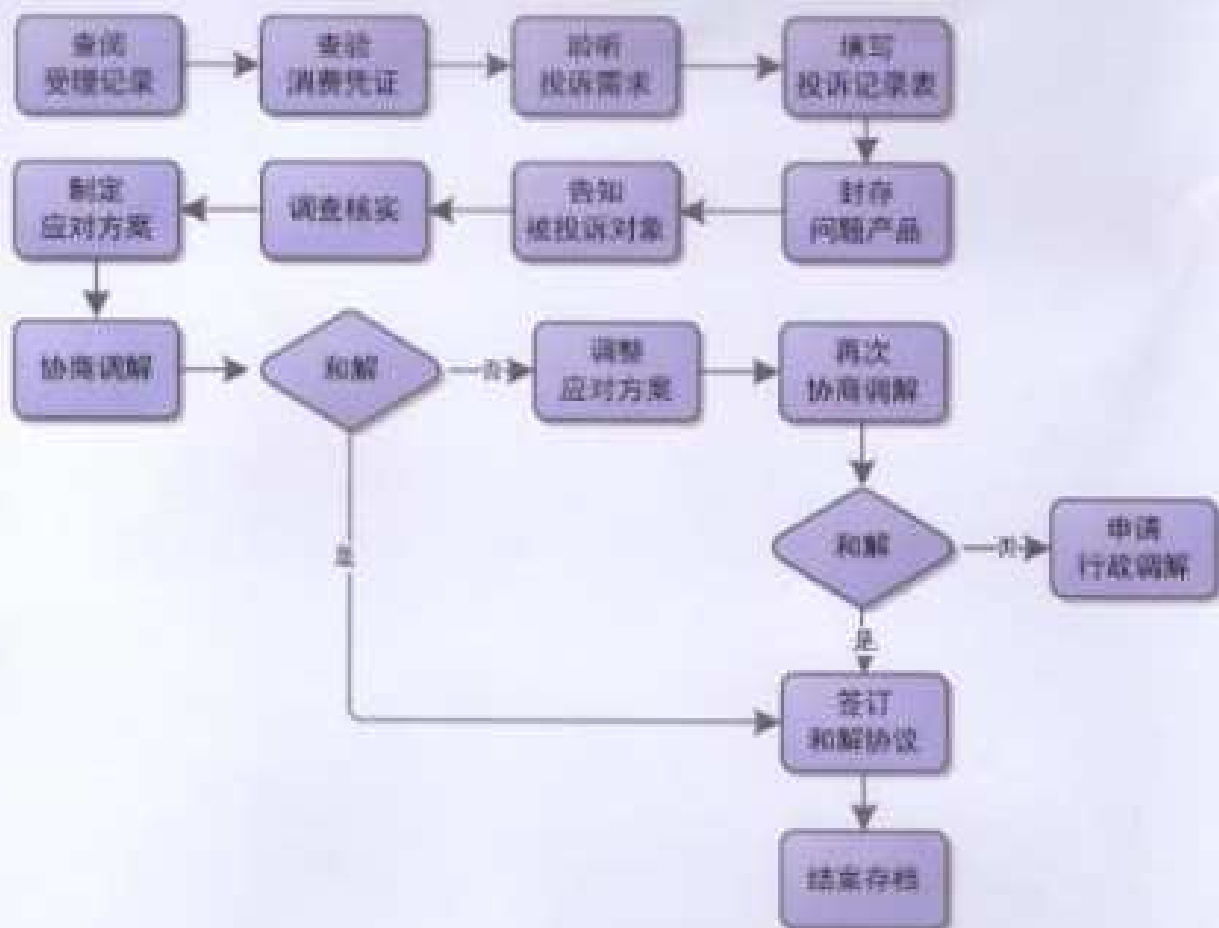 查阅
受理记录
查验
消费凭证
聆听
投诉需求
填写
投诉记录表
制定
应对方案
调查核实
告知
被投诉对象
封存
问题产品
协商调解
和解
否
调整
应对方案
再次
协商调解
是
和解
否
申请
行政调解
是
签订
和解协议
结案存档